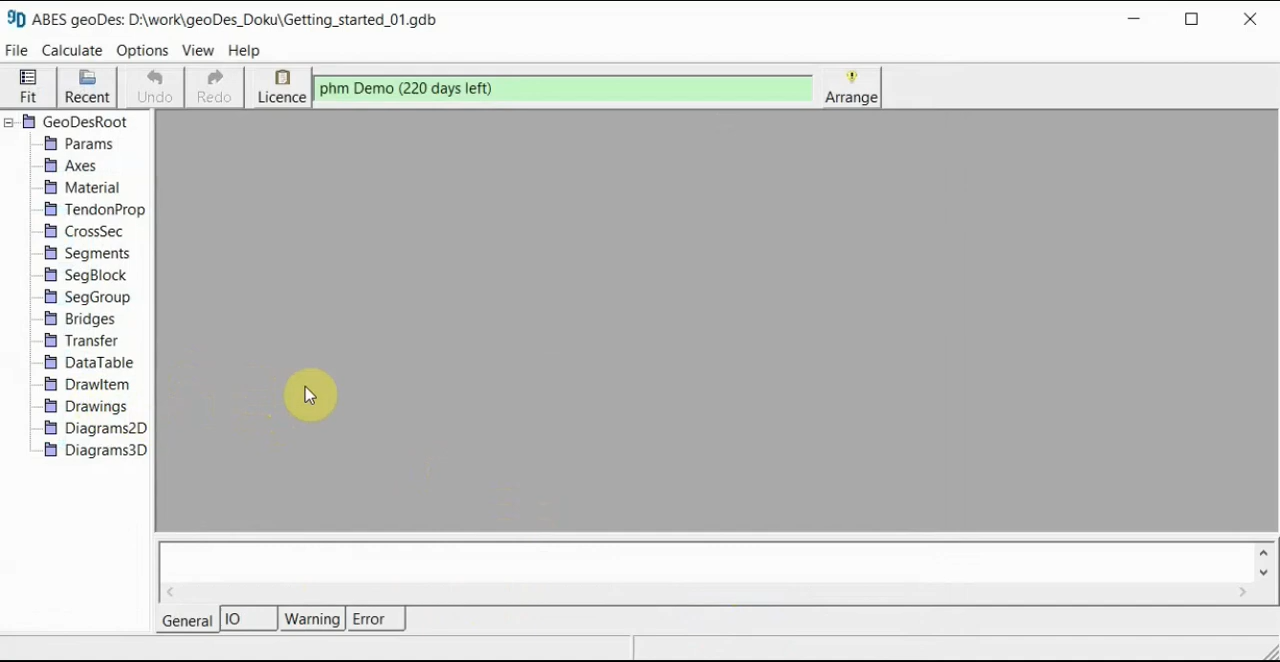 9D ABES geoDes: D:\work\geoDes_Doku\Getting_started_01.gdb
File Calculate Options View Help
Fit Recent Undo Redo Licence phm Demo (220 days left) Arrange
GeoDesRoot
Params
Axes
Material
TendonProp
CrossSec
Segments
SegBlock
SegGroup
Bridges
Transfer
DataTable
DrawItem
Drawings
Diagrams2D
Diagrams3D
General IO Warning Error